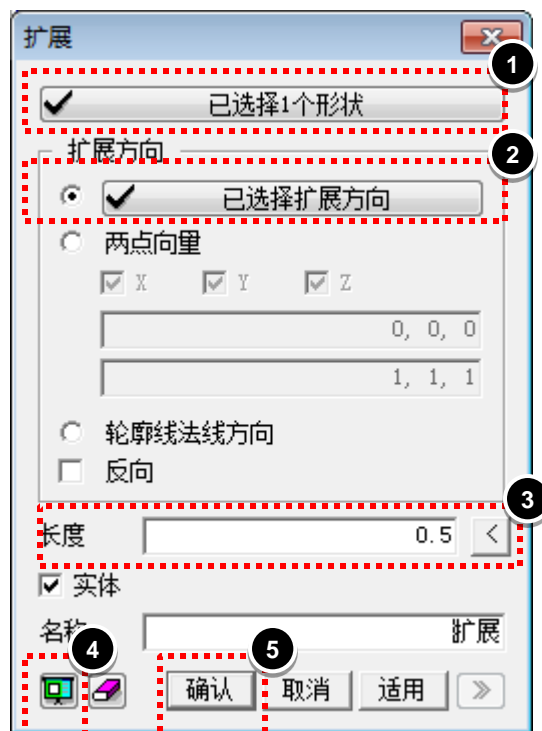 扩展
1
已选择1个形状
扩展方向
2
已选择扩展方向
两点向量
X Y Z
0, 0, 0
1, 1, 1
轮廓线法线方向
反向
3
长度 0.5 <
实体
名称 扩展
4 5
确认 取消 适用 >>